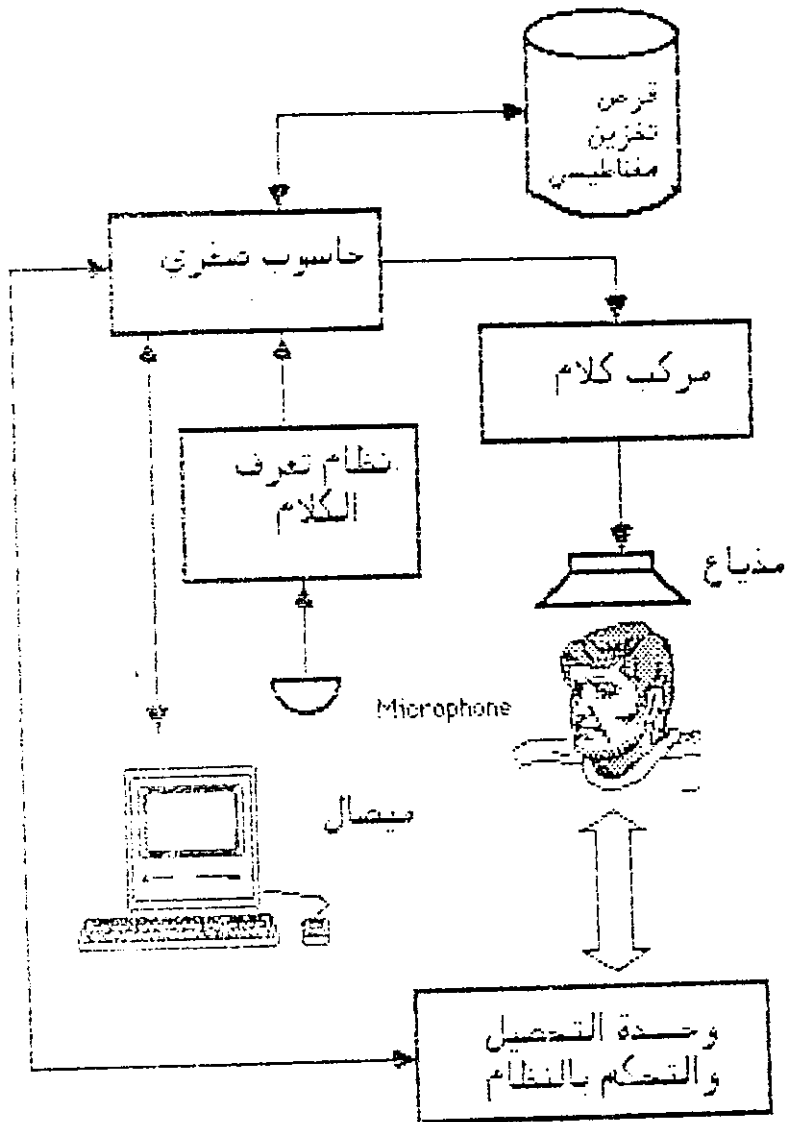 قرص
تخزين
مغناطيسي
حاسوب صغري
مركب كلام
نظام تعرف
الكلام
مذياع
Microphone
ميصال
وحدة التحصيل
والتحكم بالنظام